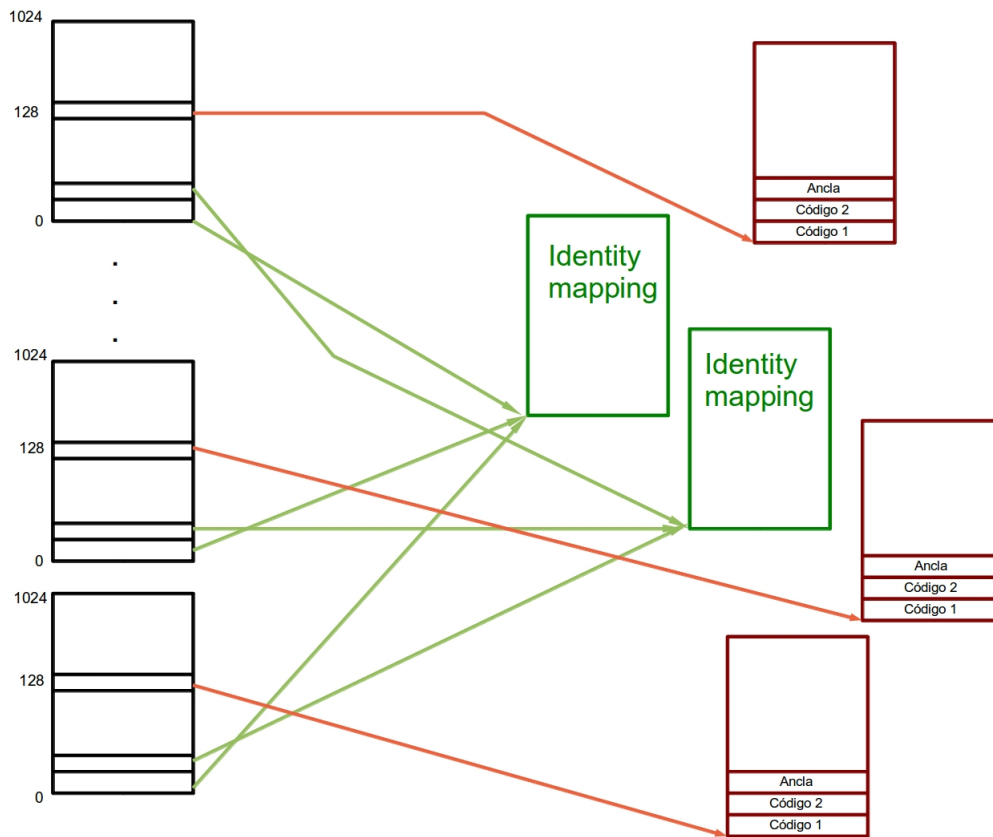 1024
128
0
.
.
.
1024
128
0
1024
128
0
Identity
mapping
Identity
mapping
Ancla
Código 2
Código 1
Ancla
Código 2
Código 1
Ancla
Código 2
Código 1